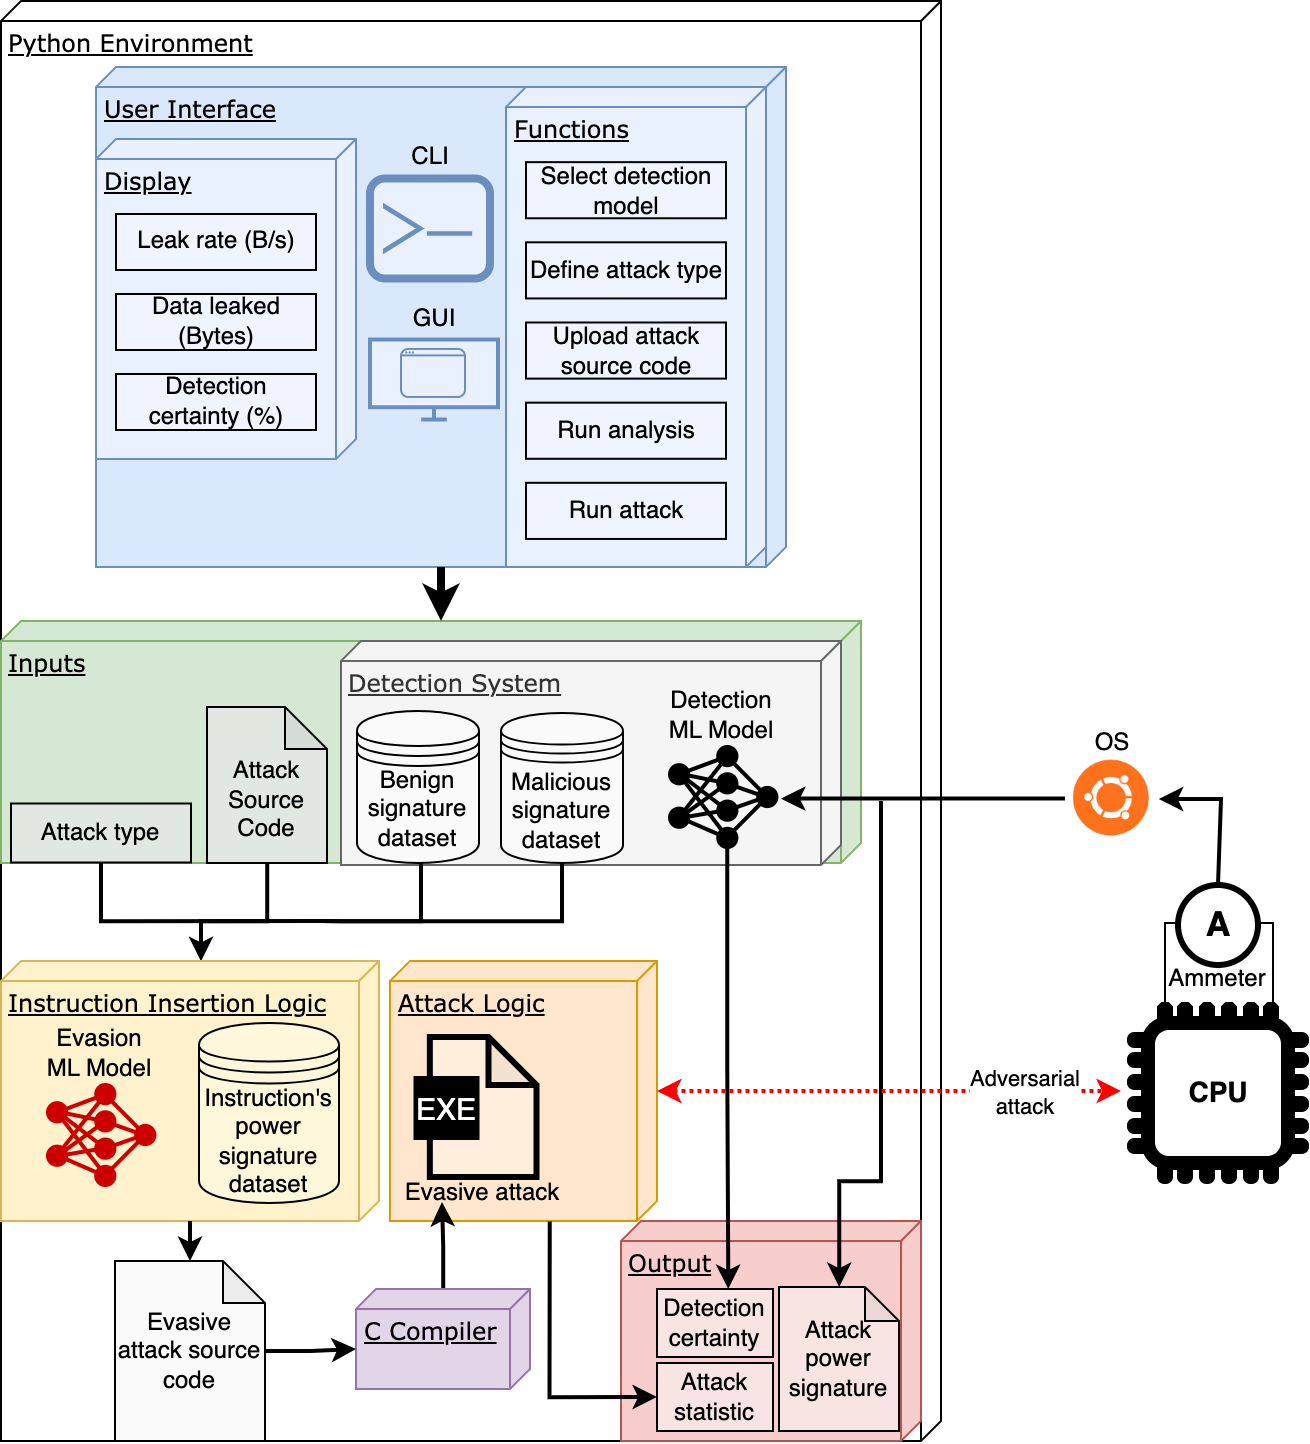 Python Environment
User Interface
Display
Leak rate (B/s)
Data leaked
(Bytes)
Detection
certainty (%)
CLI
GUI
Functions
Select detection
model
Define attack type
Upload attack
source code
Run analysis
Run attack
Inputs
Attack type
Attack
Source
Code
Detection System
Benign
signature
dataset
Malicious
signature
dataset
Detection
ML Model
OS
A
Ammeter
CPU
Adversarial
attack
Instruction Insertion Logic
Evasion
ML Model
Instruction's
power
signature
dataset
Attack Logic
EXE
Evasive attack
Evasive
attack source
code
C Compiler
Output
Detection
certainty
Attack
statistic
Attack
power
signature